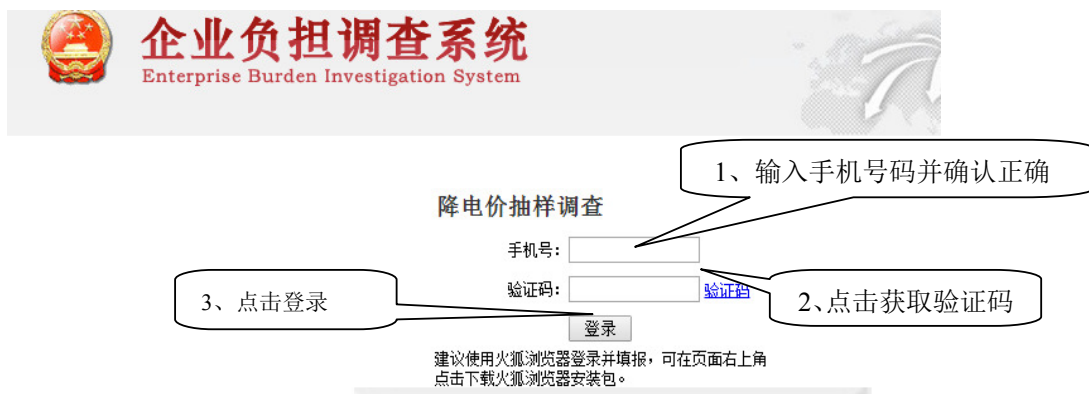 企业负担调查系统
Enterprise Burden Investigation System
1、输入手机号码并确认正确
降电价抽样调查
手机号:
验证码: 验证码
2、点击获取验证码
3、点击登录
登录
建议使用火狐浏览器登录并填报，可在页面右上角
点击下载火狐浏览器安装包。